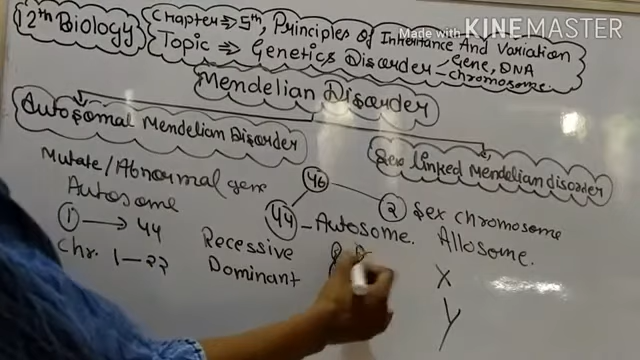 12th Biology
Chapter ⇒ 5th, Principles of Inheritance And Variation
Topic ⇒ Genetics Disorder - Gene, DNA
chromosome
Made with KINEMASTER
Mendelian Disorder
Autosomal Mendelian Disorder
Sex linked Mendelian disorder
Mutate/Abnormal gene
Autosome
① → 44
Chr. 1-22
Recessive
Dominant
46
44 - Autosome.
2 Sex chromosome
Allosome.
X
Y